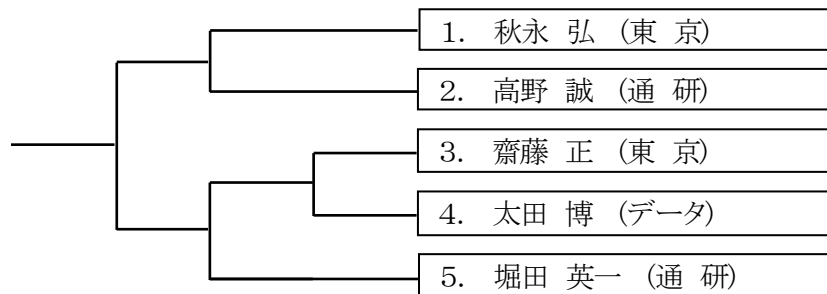 １. 秋永 弘 (東 京)
２. 高野 誠 (通 研)
３. 齋藤 正 (東 京)
４. 太田 博 (データ)
５. 堀田 英一 (通 研)